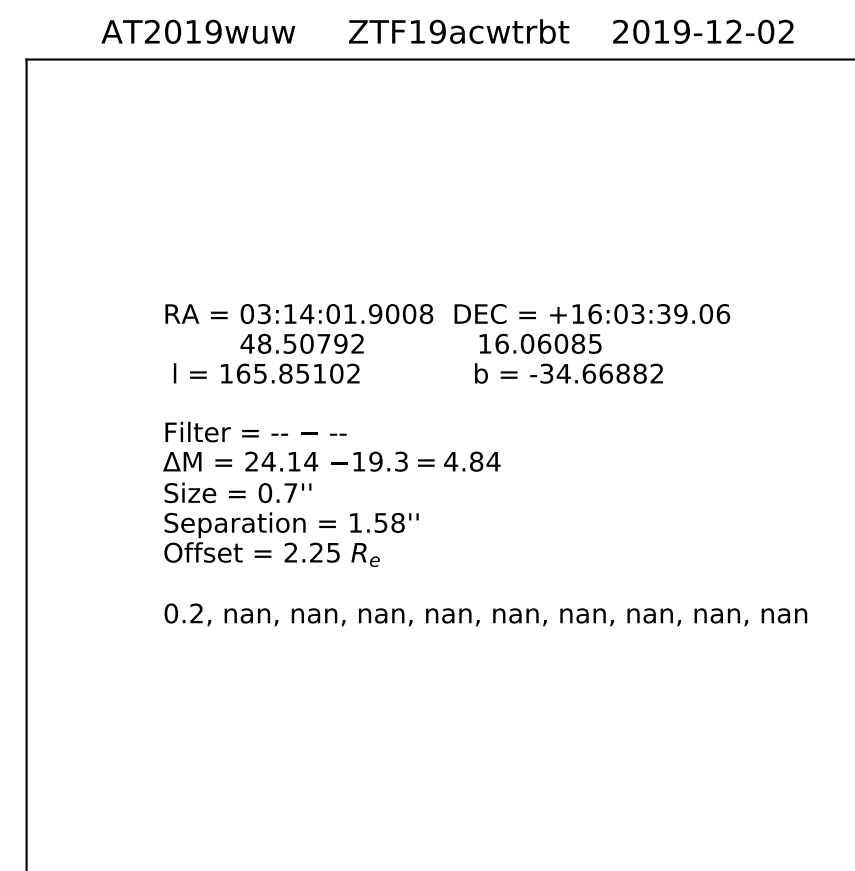 AT2019wuw ZTF19acwtrbt 2019-12-02
RA = 03:14:01.9008 DEC = +16:03:39.06
48.50792 16.06085
l = 165.85102 b = -34.66882
Filter = -- − --
ΔM = 24.14 −19.3 = 4.84
Size = 0.7''
Separation = 1.58''
Offset = 2.25 Rₑ
0.2, nan, nan, nan, nan, nan, nan, nan, nan, nan